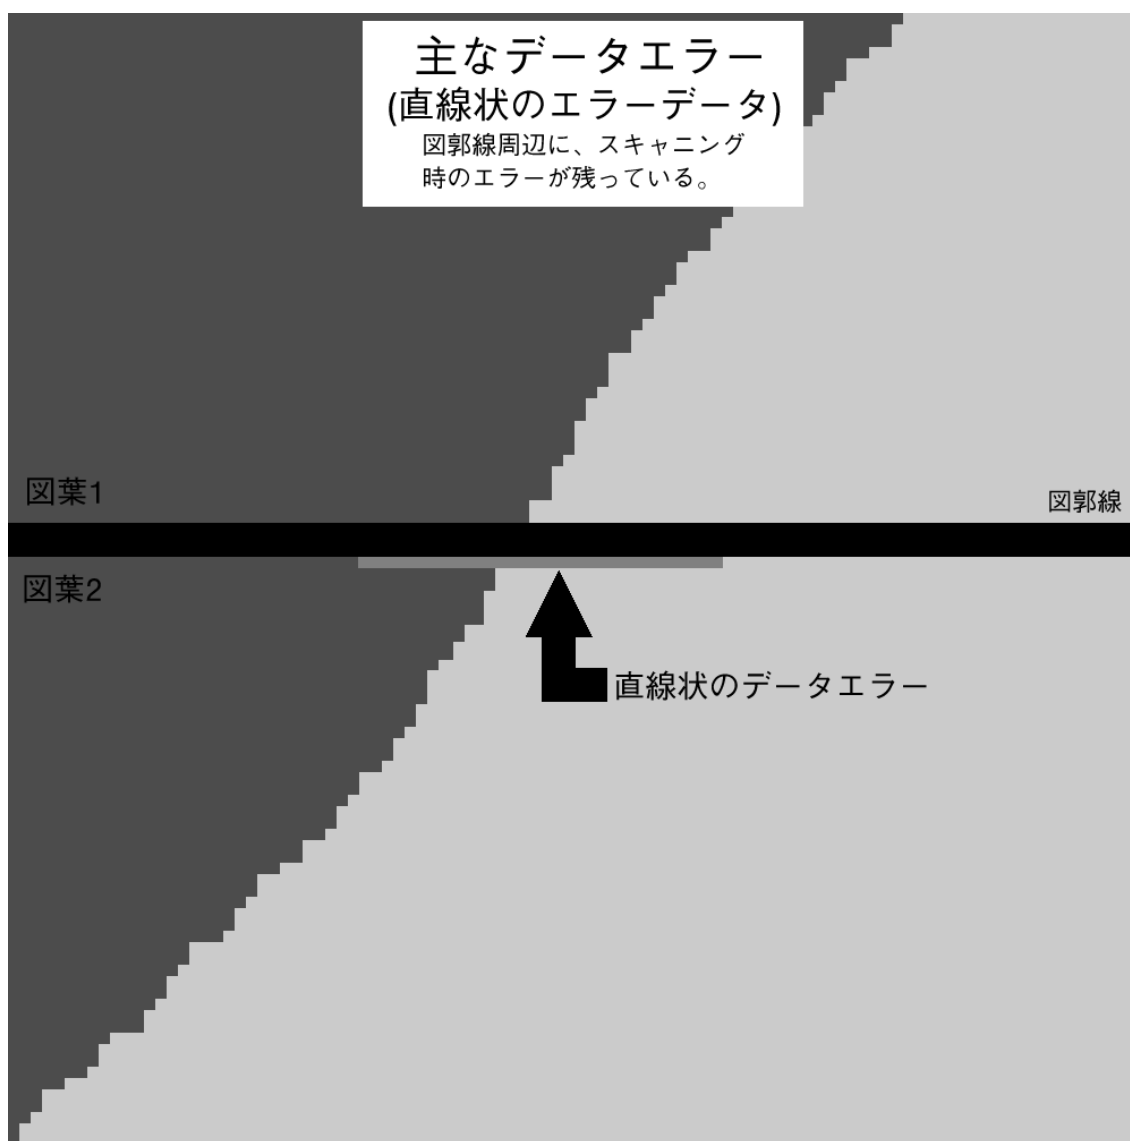 主なデータエラー
(直線状のエラーデータ)
図郭線周辺に、スキャニング
時のエラーが残っている。
図葉1
図郭線
図葉2
直線状のデータエラー